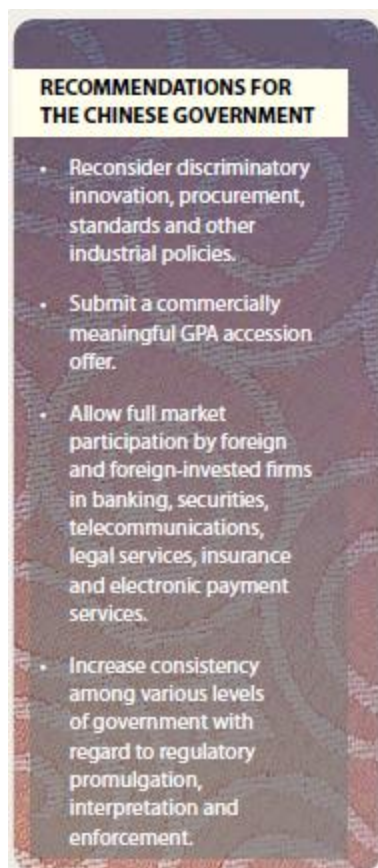 RECOMMENDATIONS FOR
THE CHINESE GOVERNMENT
• Reconsider discriminatory
innovation, procurement,
standards and other
industrial policies.
• Submit a commercially
meaningful GPA accession
offer.
• Allow full market
participation by foreign
and foreign-invested firms
in banking, securities,
telecommunications,
legal services, insurance
and electronic payment
services.
• Increase consistency
among various levels
of government with
regard to regulatory
promulgation,
interpretation and
enforcement.